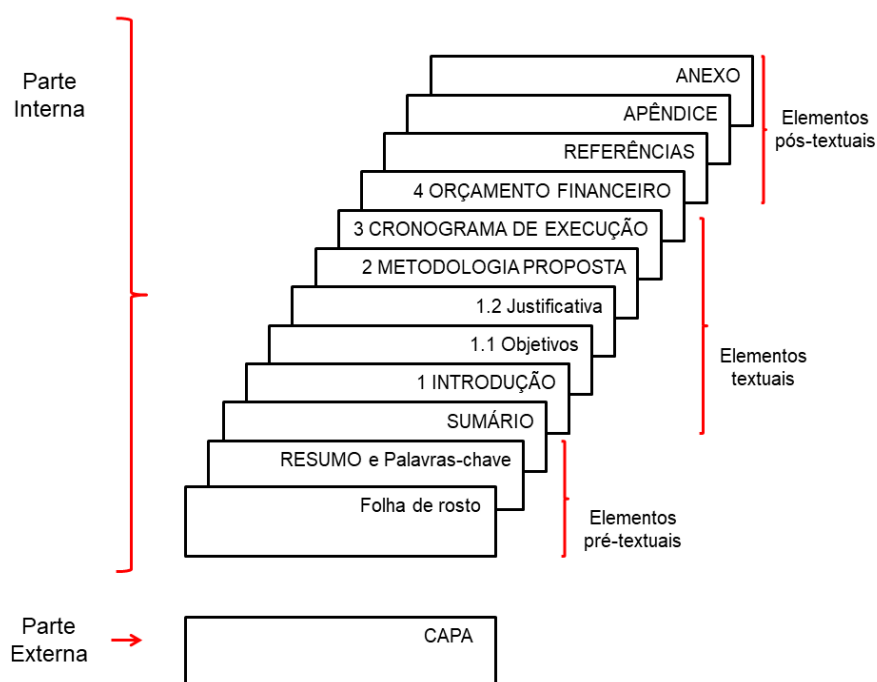 Parte
Interna
ANEXO
APÊNDICE
REFERÊNCIAS
Elementos
pós-textuais
4 ORÇAMENTO FINANCEIRO
3 CRONOGRAMA DE EXECUÇÃO
2 METODOLOGIA PROPOSTA
1.2 Justificativa
1.1 Objetivos
1 INTRODUÇÃO
Elementos
textuais
SUMÁRIO
RESUMO e Palavras-chave
Folha de rosto
Elementos
pré-textuais
Parte
Externa
CAPA